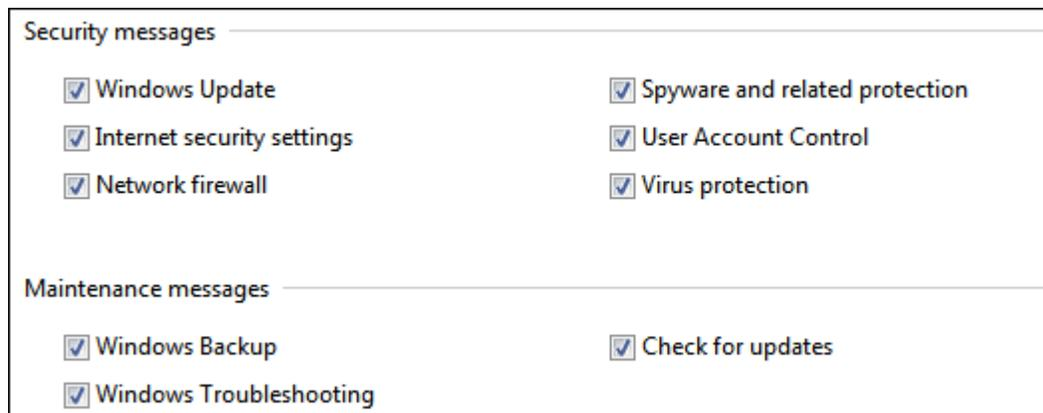 Security messages
Windows Update
Spyware and related protection
Internet security settings
User Account Control
Network firewall
Virus protection
Maintenance messages
Windows Backup
Check for updates
Windows Troubleshooting